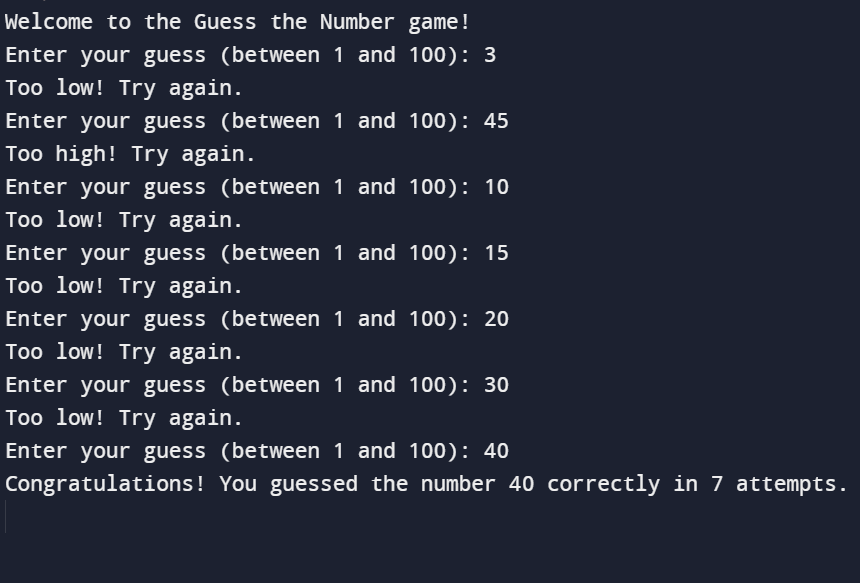 Welcome to the Guess the Number game!
Enter your guess (between 1 and 100): 3
Too low! Try again.
Enter your guess (between 1 and 100): 45
Too high! Try again.
Enter your guess (between 1 and 100): 10
Too low! Try again.
Enter your guess (between 1 and 100): 15
Too low! Try again.
Enter your guess (between 1 and 100): 20
Too low! Try again.
Enter your guess (between 1 and 100): 30
Too low! Try again.
Enter your guess (between 1 and 100): 40
Congratulations! You guessed the number 40 correctly in 7 attempts.